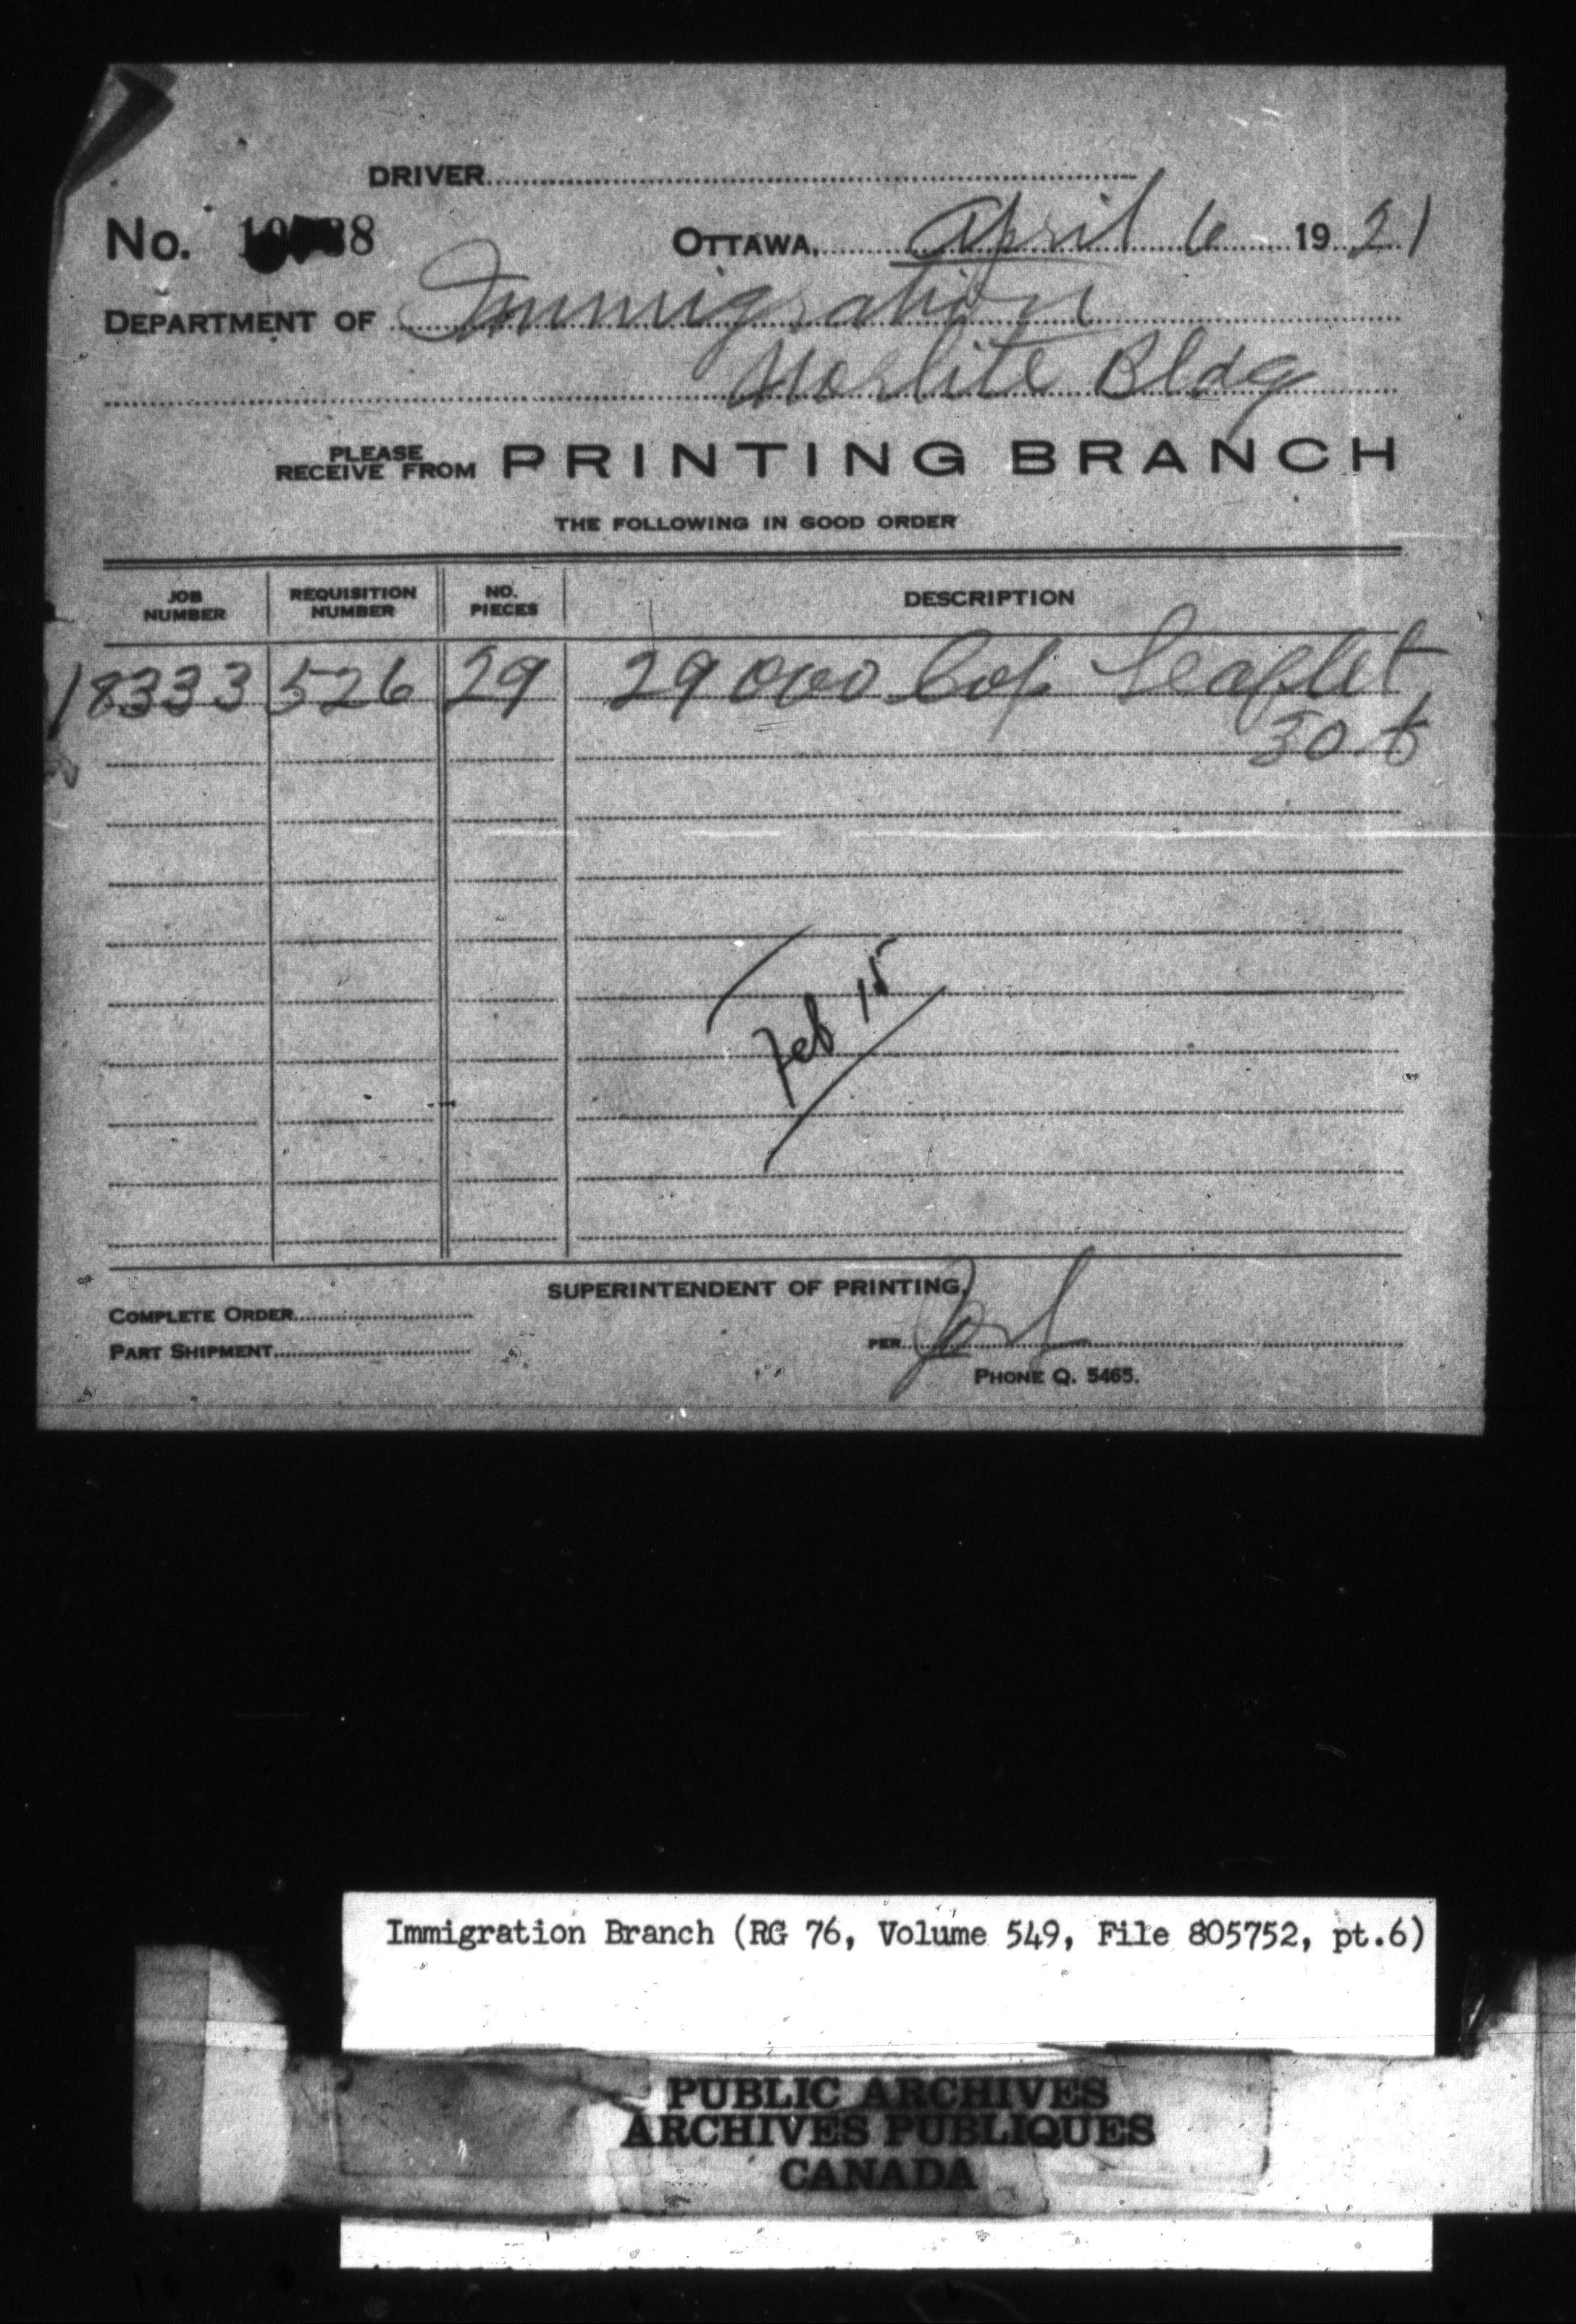 DRIVER
No. OTTAWA, April 6 1921
DEPARTMENT OF Immigration
Norlite Bldg
PLEASE RECEIVE FROM PRINTING BRANCH
THE FOLLOWING IN GOOD ORDER
JOB NUMBER REQUISITION NUMBER NO. PIECES DESCRIPTION
18333 526 29 29000 Cop Leaflet
Feb 15
SUPERINTENDENT OF PRINTING,
COMPLETE ORDER
PART SHIPMENT PER
PHONE Q. 5465.
Immigration Branch (RG 76, Volume 549, File 805752, pt.6)
PUBLIC ARCHIVES
ARCHIVES PUBLIQUES
CANADA